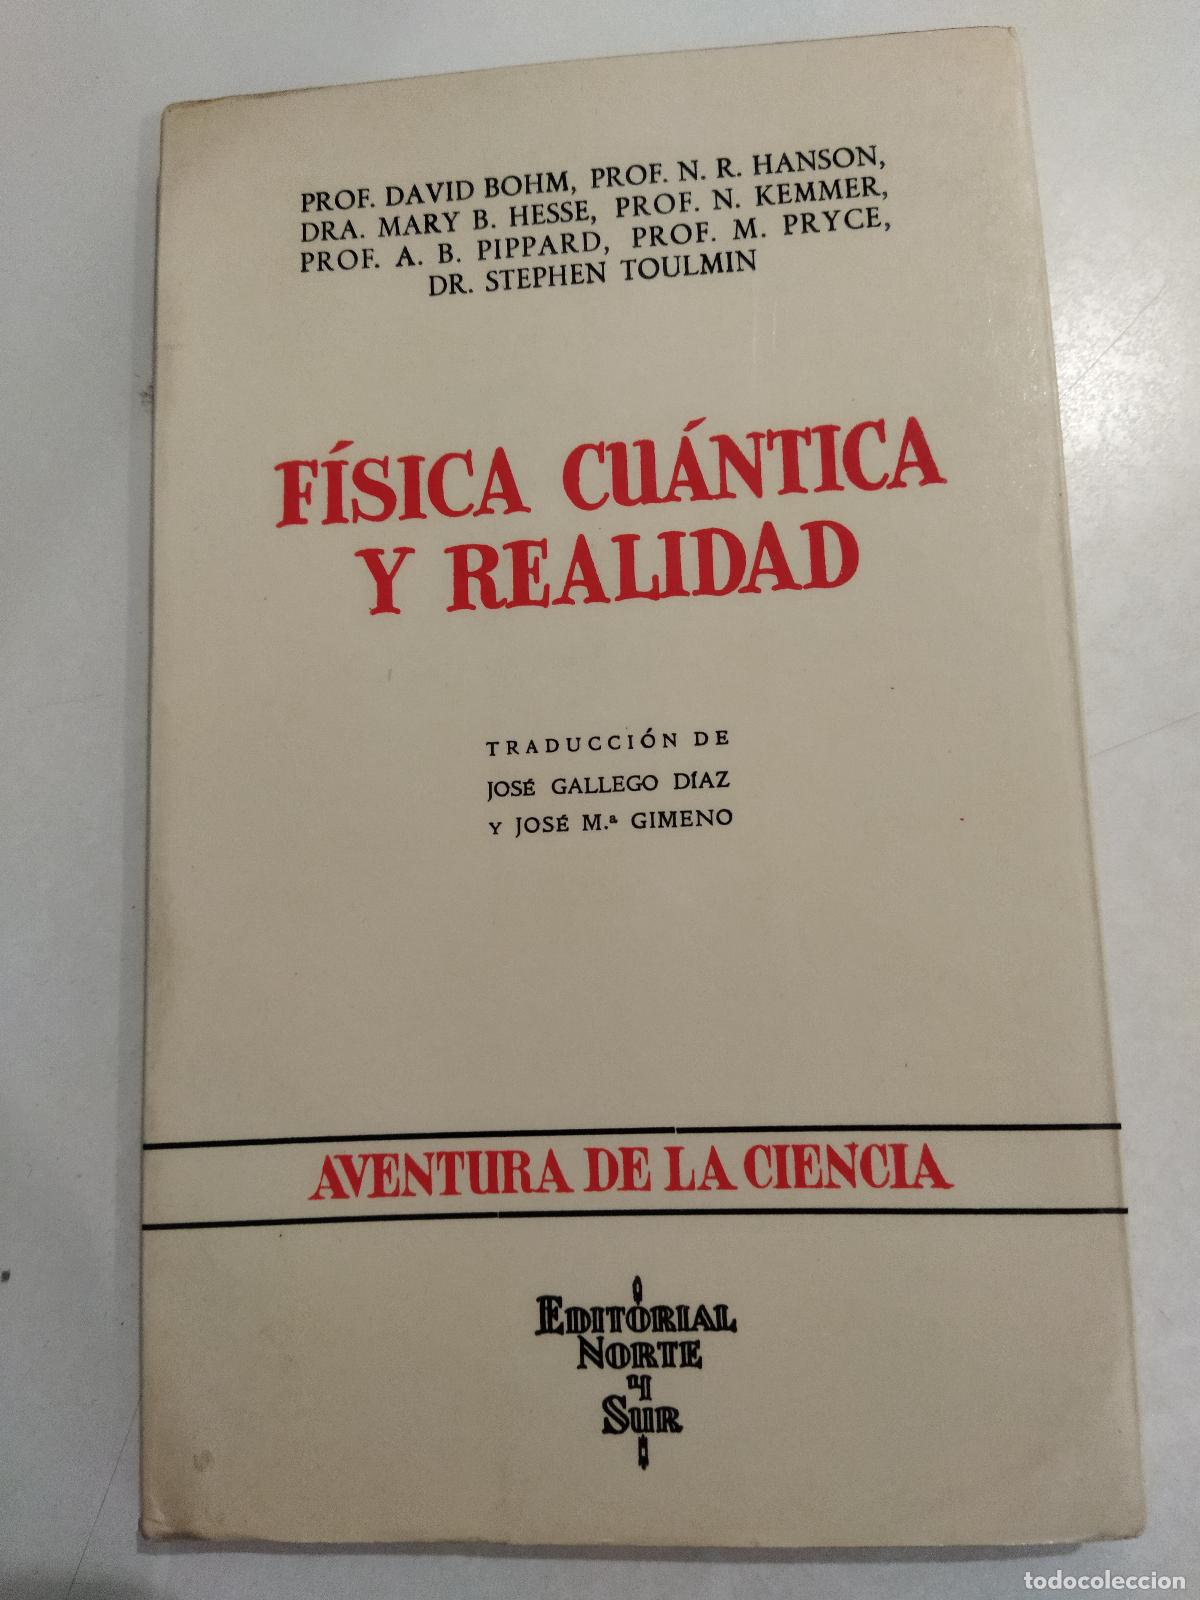 PROF. DAVID BOHM, PROF. N. R. HANSON,
DRA. MARY B. HESSE, PROF. N. KEMMER,
PROF. A. B. PIPPARD, PROF. M. PRYCE,
DR. STEPHEN TOULMIN
FÍSICA CUÁNTICA
Y REALIDAD
TRADUCCIÓN DE
JOSÉ GALLEGO DÍAZ
Y JOSÉ M.ª GIMENO
AVENTURA DE LA CIENCIA
EDITORIAL
NORTE
Y
SUR
todocoleccion